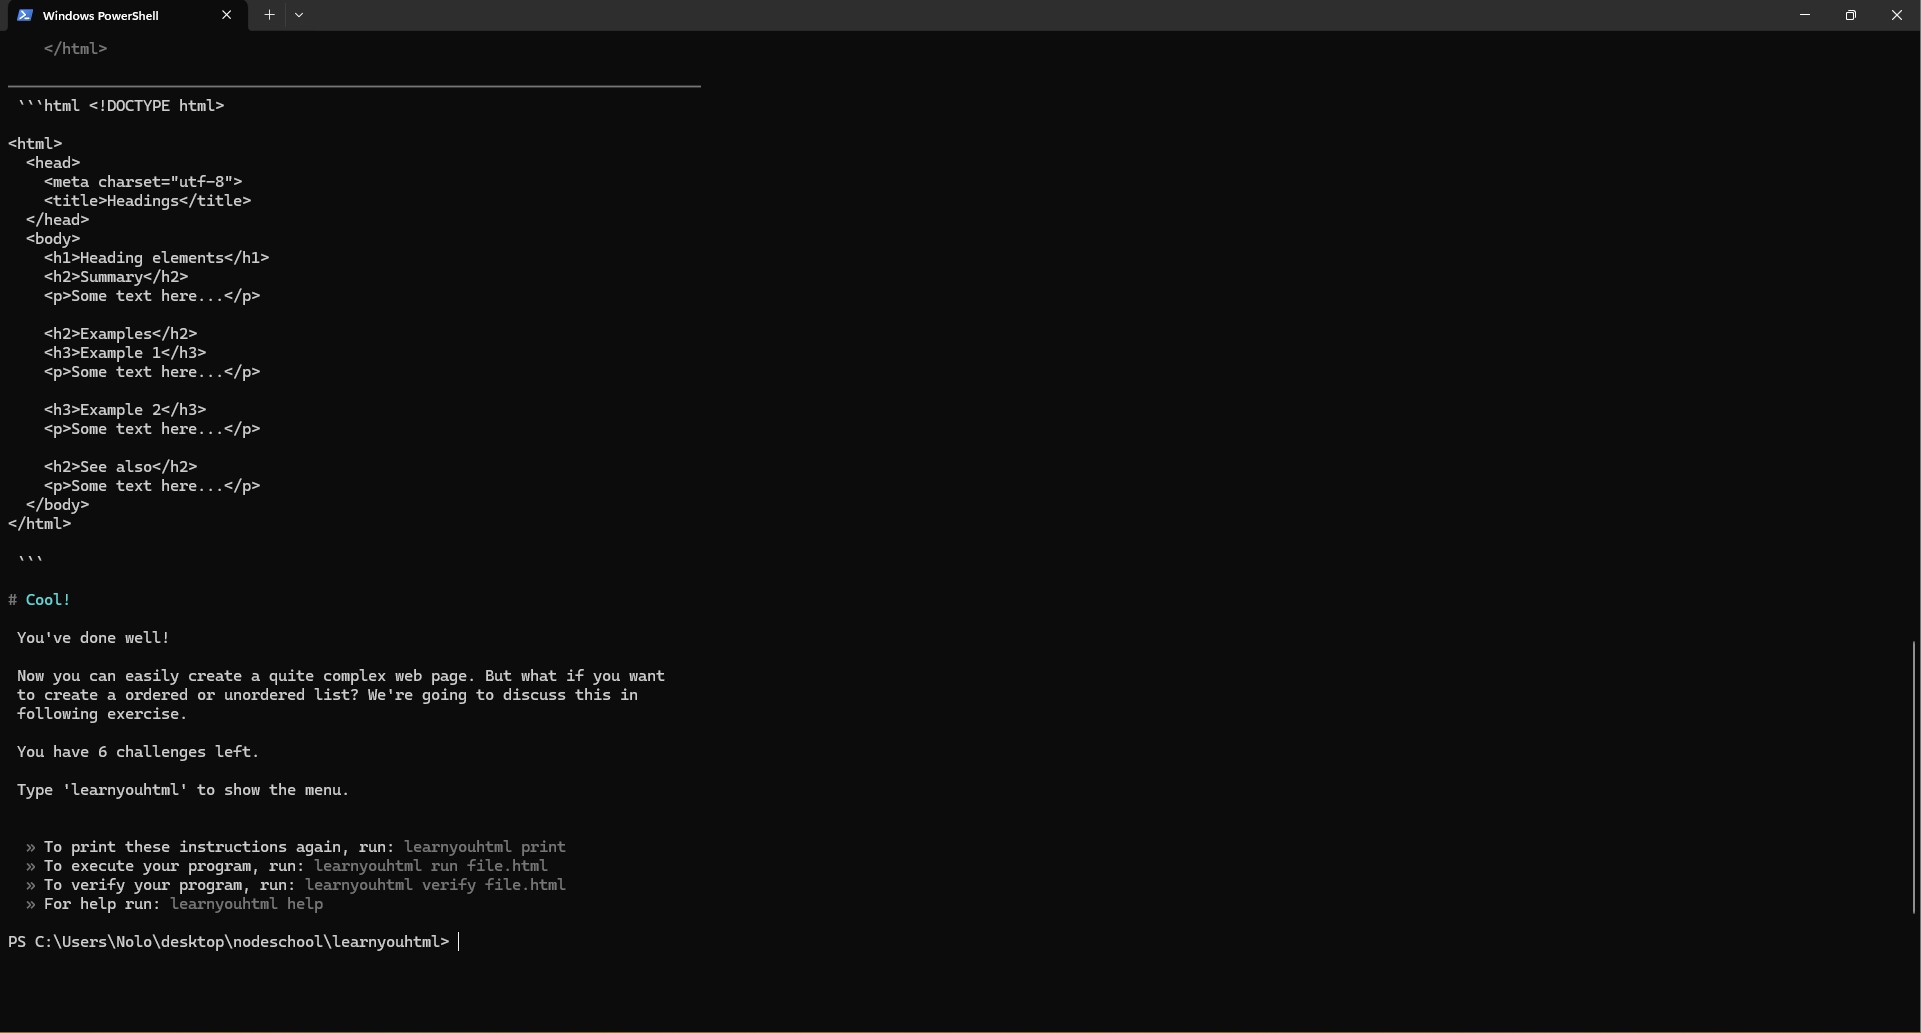 Windows PowerShell
    </html>
 ```html <!DOCTYPE html>
<html>
  <head>
    <meta charset="utf-8">
    <title>Headings</title>
  </head>
  <body>
    <h1>Heading elements</h1>
    <h2>Summary</h2>
    <p>Some text here...</p>
    <h2>Examples</h2>
    <h3>Example 1</h3>
    <p>Some text here...</p>
    <h3>Example 2</h3>
    <p>Some text here...</p>
    <h2>See also</h2>
    <p>Some text here...</p>
  </body>
</html>
 ```
# Cool!
 You've done well!
 Now you can easily create a quite complex web page. But what if you want
 to create a ordered or unordered list? We're going to discuss this in
 following exercise.
 You have 6 challenges left.
 Type 'learnyouhtml' to show the menu.
  » To print these instructions again, run: learnyouhtml print
  » To execute your program, run: learnyouhtml run file.html
  » To verify your program, run: learnyouhtml verify file.html
  » For help run: learnyouhtml help
PS C:\Users\Nolo\desktop\nodeschool\learnyouhtml>